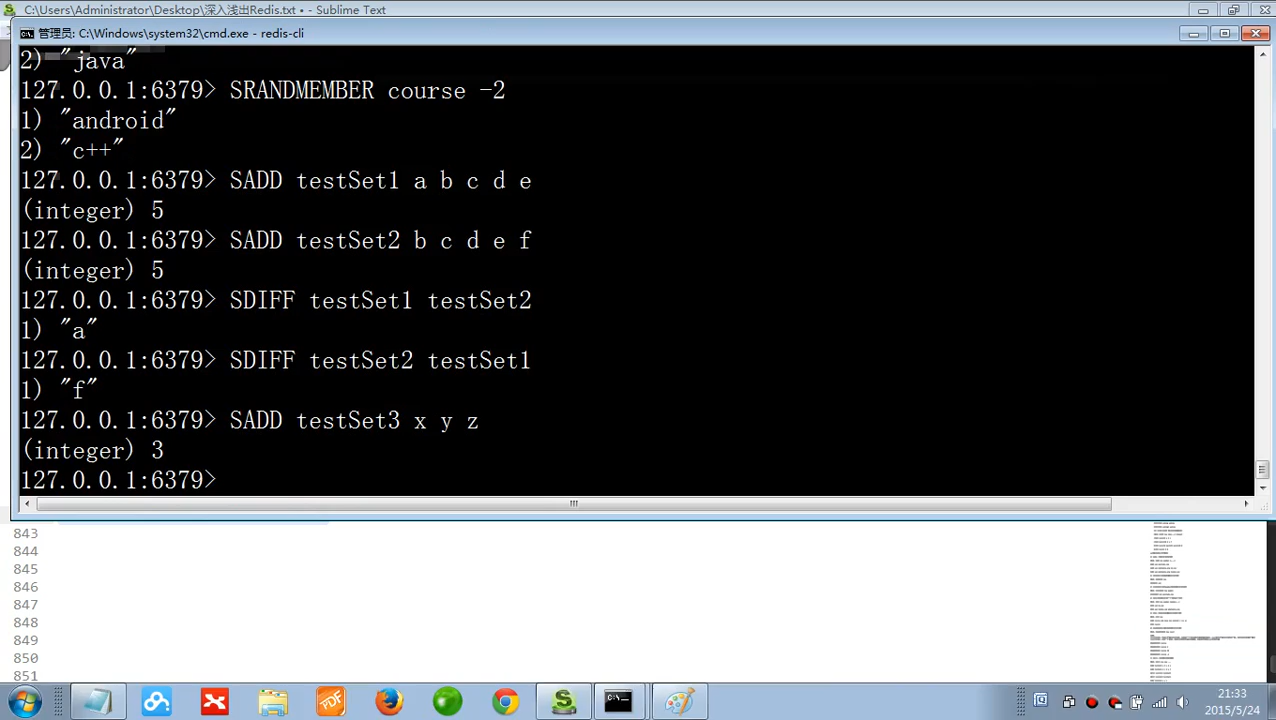 C:\Users\Administrator\Desktop\深入浅出Redis.txt • - Sublime Text
管理员: C:\Windows\system32\cmd.exe - redis-cli
2) "java"
127.0.0.1:6379> SRANDMEMBER course -2
1) "android"
2) "c++"
127.0.0.1:6379> SADD testSet1 a b c d e
(integer) 5
127.0.0.1:6379> SADD testSet2 b c d e f
(integer) 5
127.0.0.1:6379> SDIFF testSet1 testSet2
1) "a"
127.0.0.1:6379> SDIFF testSet2 testSet1
1) "f"
127.0.0.1:6379> SADD testSet3 x y z
(integer) 3
127.0.0.1:6379>
843
844
845
846
847
848
849
850
851
21:33
2015/5/24